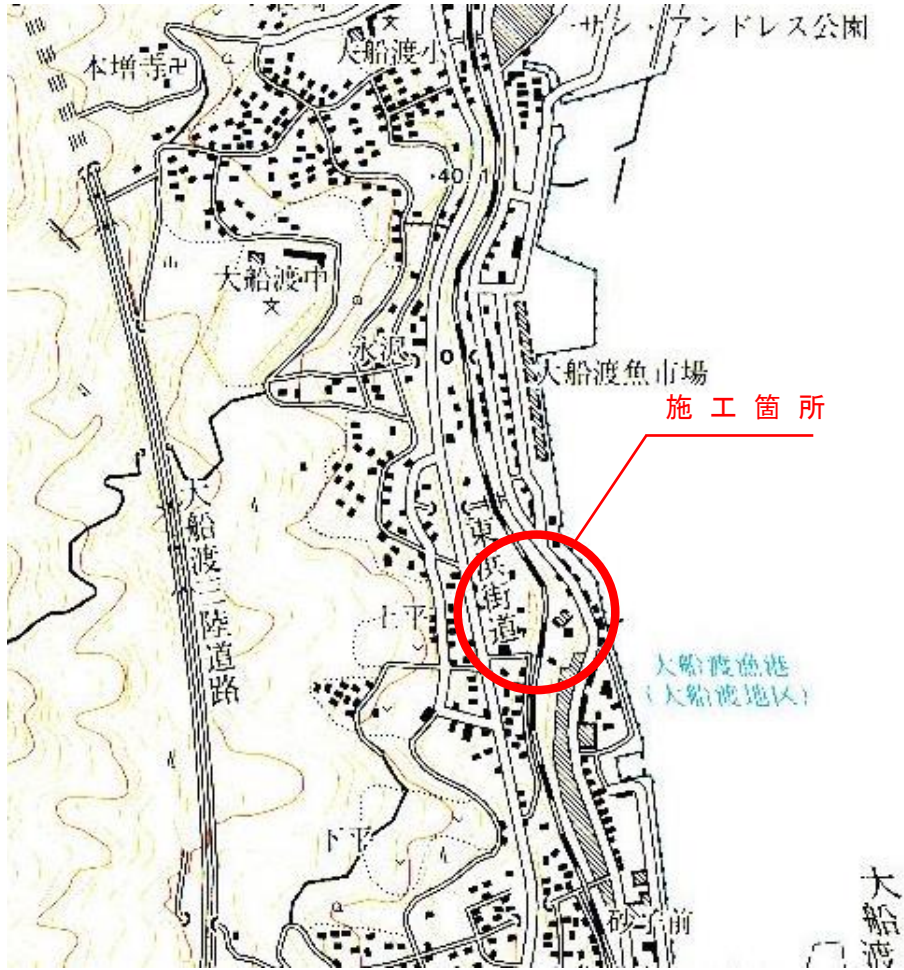 サン・アンドレス公園
大船渡小
本増寺
・40
大船渡中
永沢
大船渡魚市場
施工箇所
東浜街道
大船渡三陸道路
上平
大船渡漁港
(大船渡地区)
下平
砂子前
大船渡